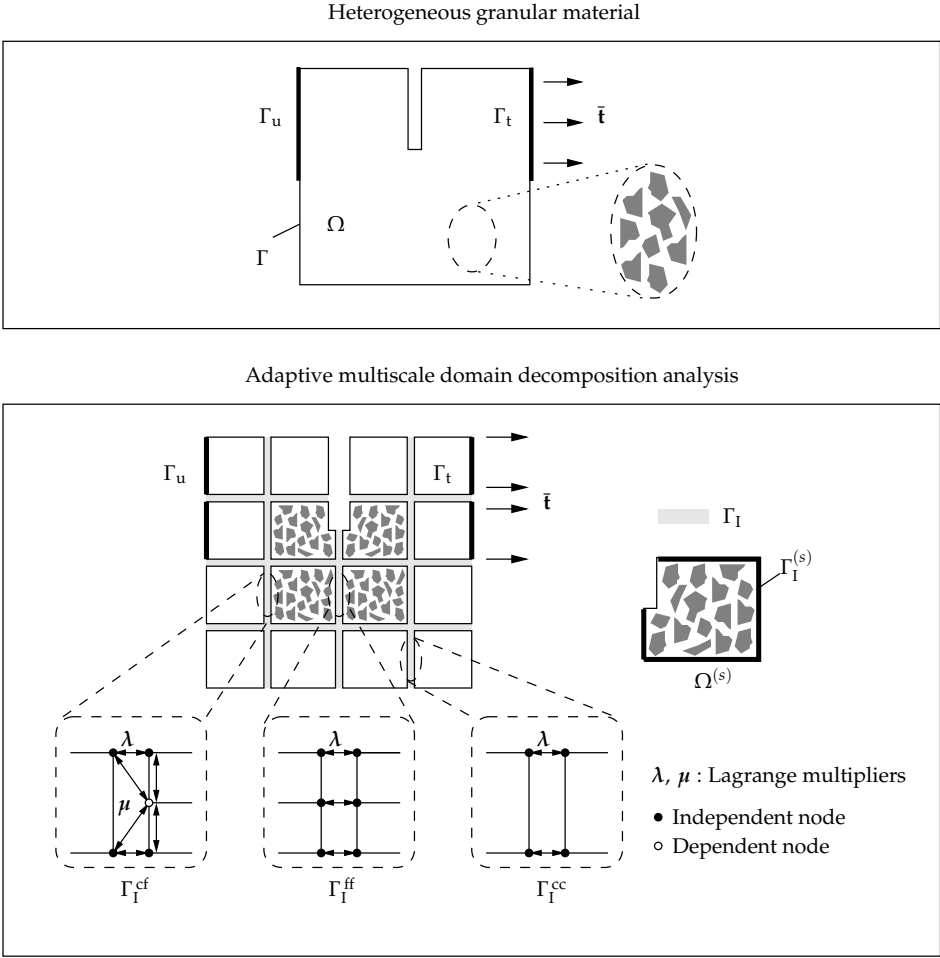 Heterogeneous granular material
Γu
Γt
t̄
Ω
Γ
Adaptive multiscale domain decomposition analysis
Γu
Γt
t̄
ΓI
ΓI(s)
Ω(s)
λ
λ
λ
μ
λ, μ : Lagrange multipliers
Independent node
Dependent node
ΓIcf
ΓIff
ΓIcc